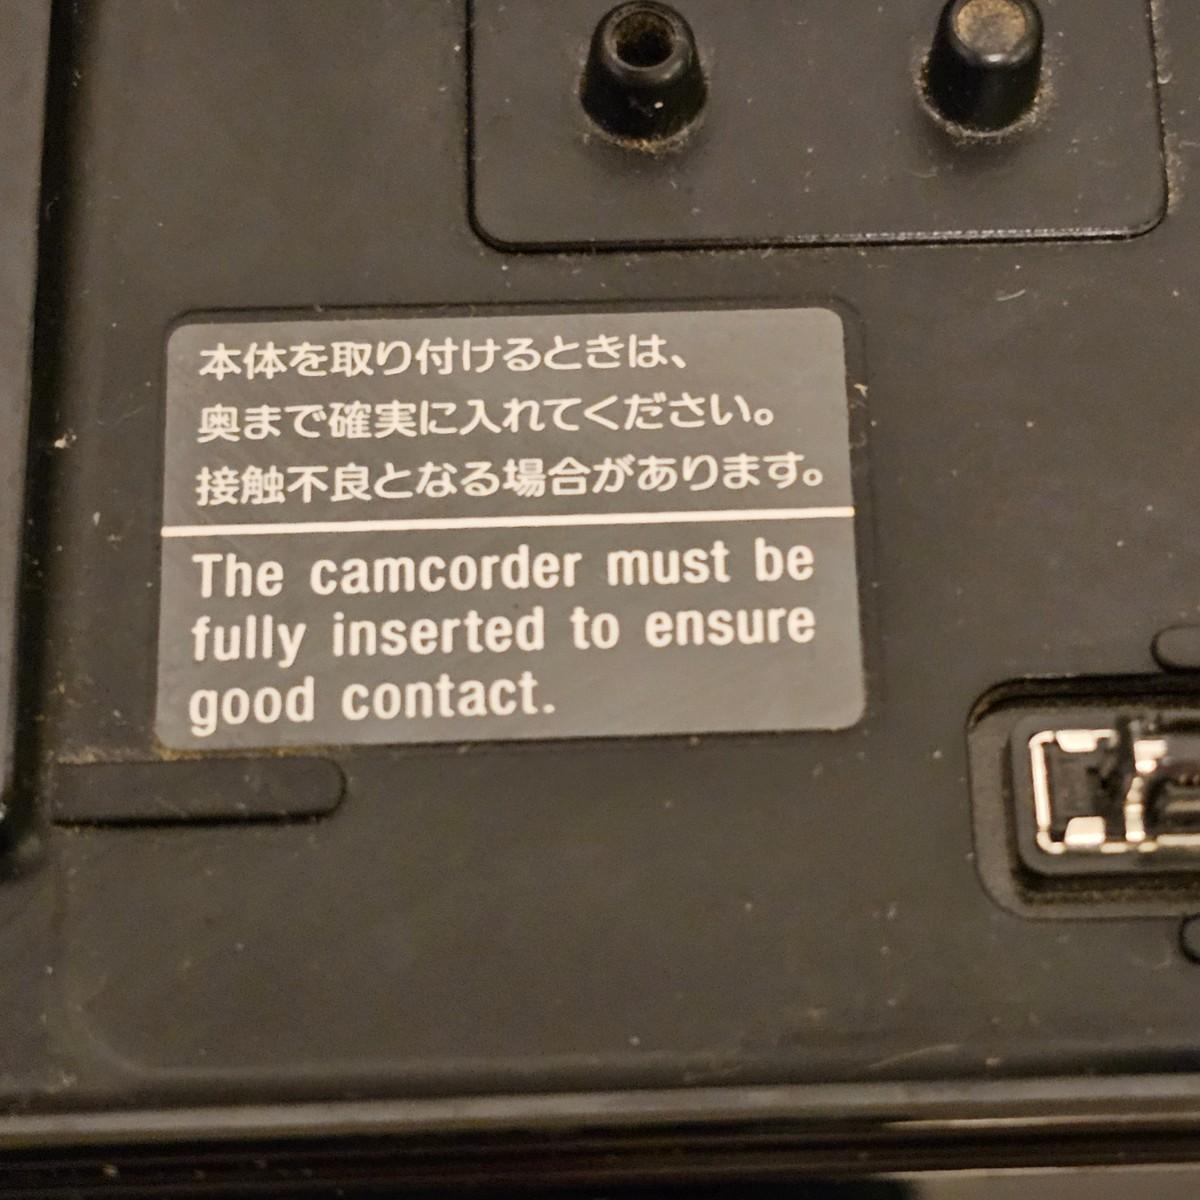 本体を取り付けるときは、
奥まで確実に入れてください。
接触不良となる場合があります。
The camcorder must be
fully inserted to ensure
good contact.